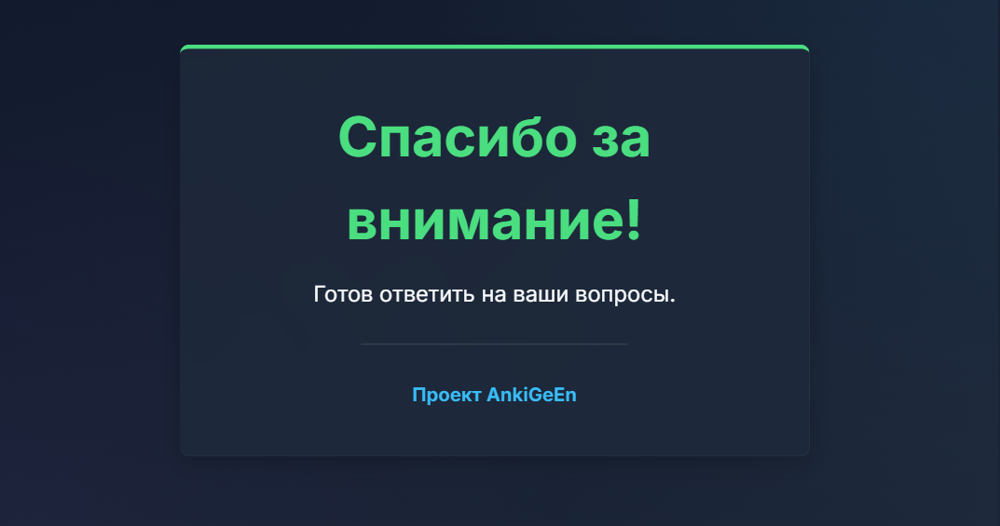 Спасибо за
внимание!
Готов ответить на ваши вопросы.
Проект AnkiGeEn